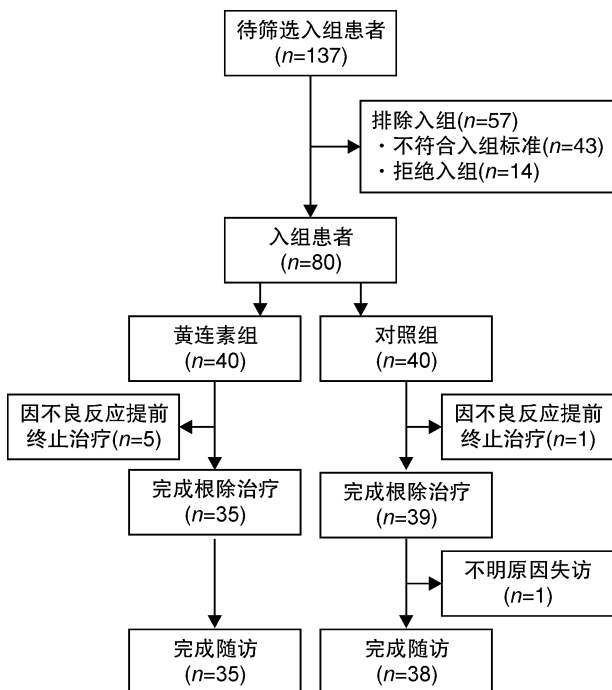 待筛选入组患者
(n=137)
排除入组(n=57)
·不符合入组标准(n=43)
·拒绝入组(n=14)
入组患者
(n=80)
黄连素组
(n=40)
对照组
(n=40)
因不良反应提前
终止治疗(n=5)
因不良反应提前
终止治疗(n=1)
完成根除治疗
(n=35)
完成根除治疗
(n=39)
不明原因失访
(n=1)
完成随访
(n=35)
完成随访
(n=38)